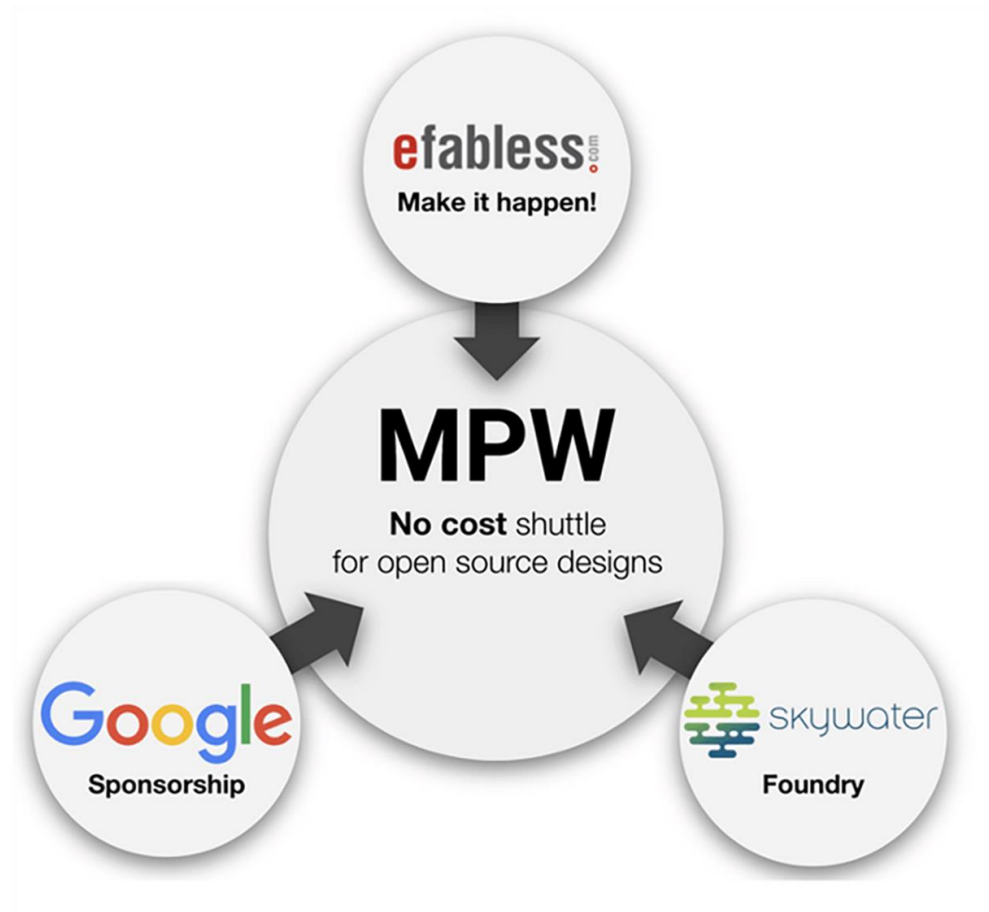 efabless.com
Make it happen!
MPW
No cost shuttle
for open source designs
Google
Sponsorship
skywater
Foundry